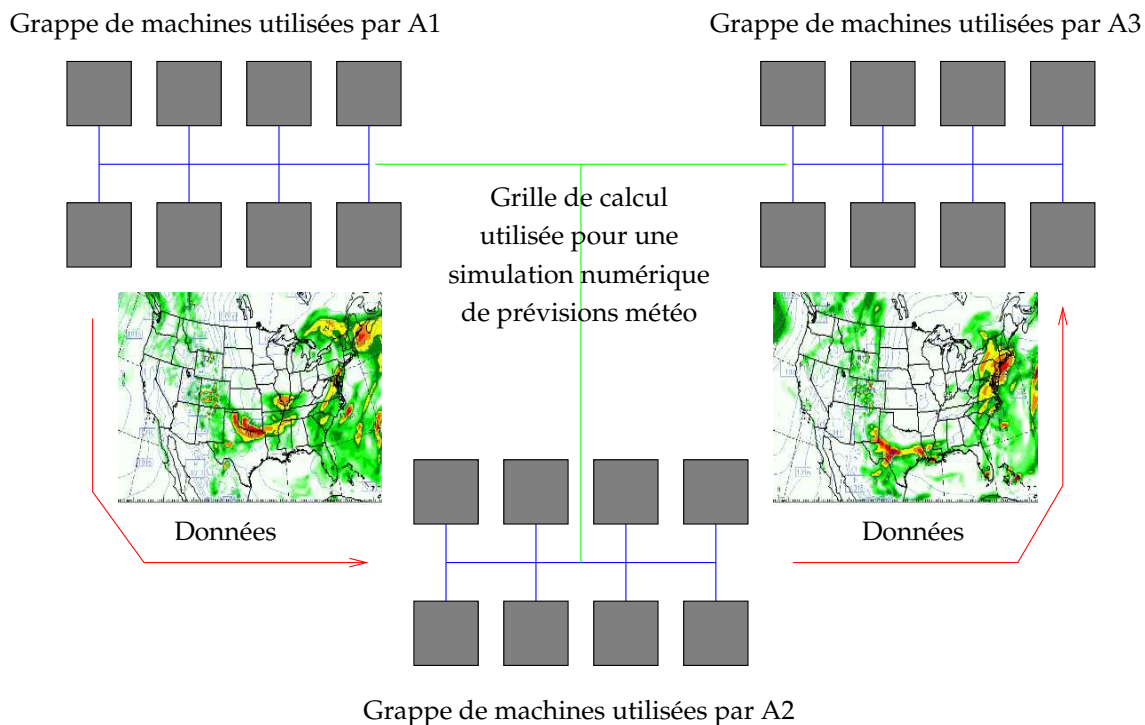 Grappe de machines utilisées par A1
Grappe de machines utilisées par A3
Grille de calcul
utilisée pour une
simulation numérique
de prévisions météo
Données
Données
Grappe de machines utilisées par A2